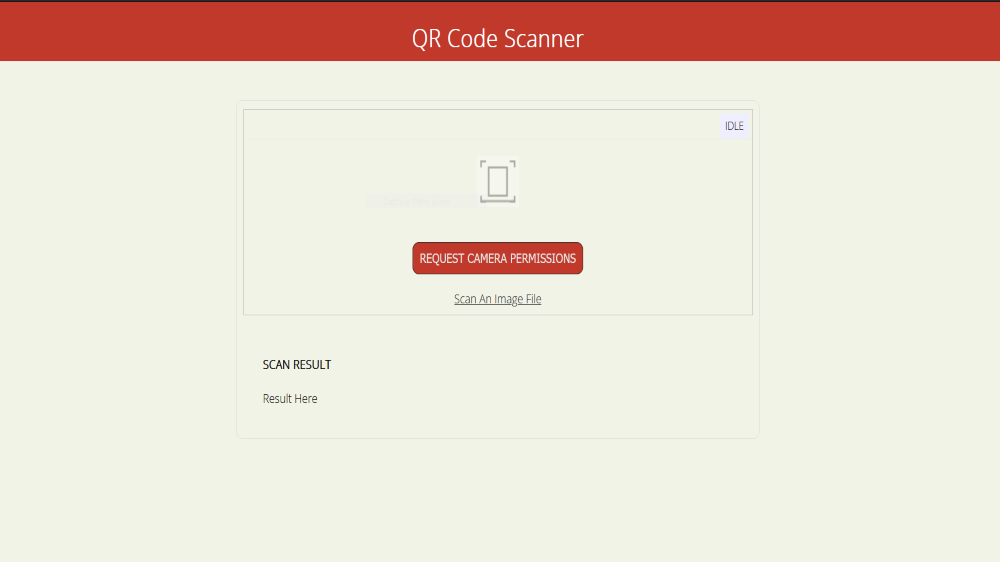 QR Code Scanner
IDLE
REQUEST CAMERA PERMISSIONS
Scan An Image File
SCAN RESULT
Result Here